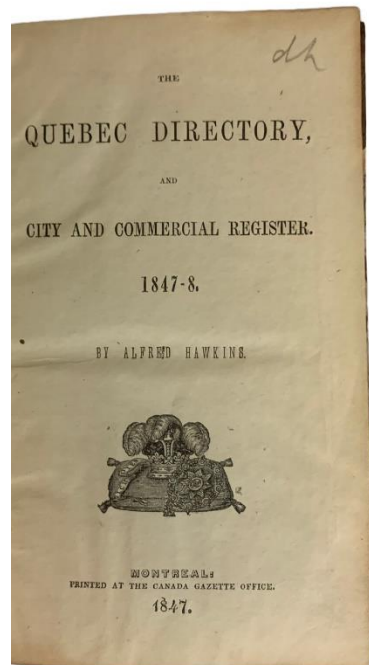 dh
THE
QUEBEC DIRECTORY,
AND
CITY AND COMMERCIAL REGISTER.
1847-8.
BY ALFRED HAWKINS.
MONTREAL:
PRINTED AT THE CANADA GAZETTE OFFICE.
1847.